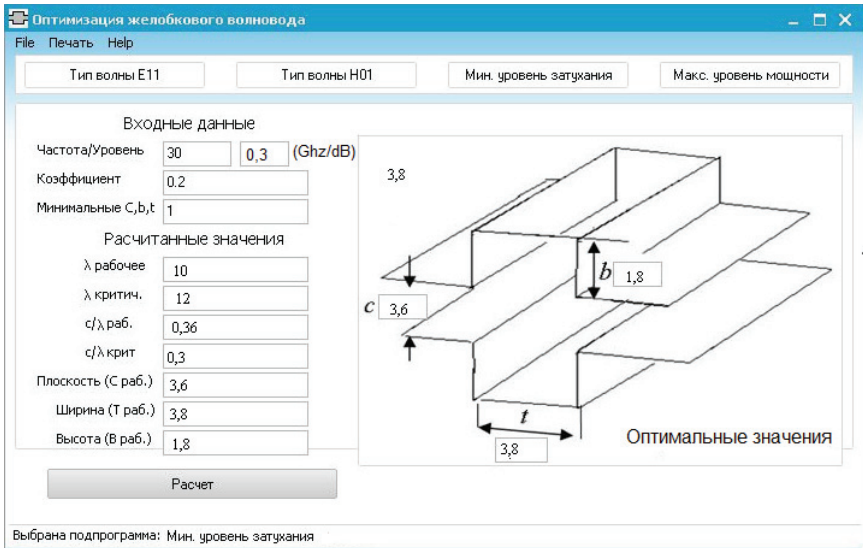 Оптимизация желобкового волновода
File Печать Help
Тип волны E11 Тип волны H01 Мин. уровень затухания Макс. уровень мощности
Входные данные
Частота/Уровень 30 0,3 (Ghz/dB)
Коэффициент 0.2
Минимальные C,b,t 1
Расчитанные значения
λ рабочее 10
λ критич. 12
c/λ раб. 0,36
c/λ крит 0,3
Плоскость (C раб.) 3,6
Ширина (T раб.) 3,8
Высота (B раб.) 1,8
Расчет
3,8
b 1,8
c 3,6
t
3,8
Оптимальные значения
Выбрана подпрограмма: Мин. уровень затухания